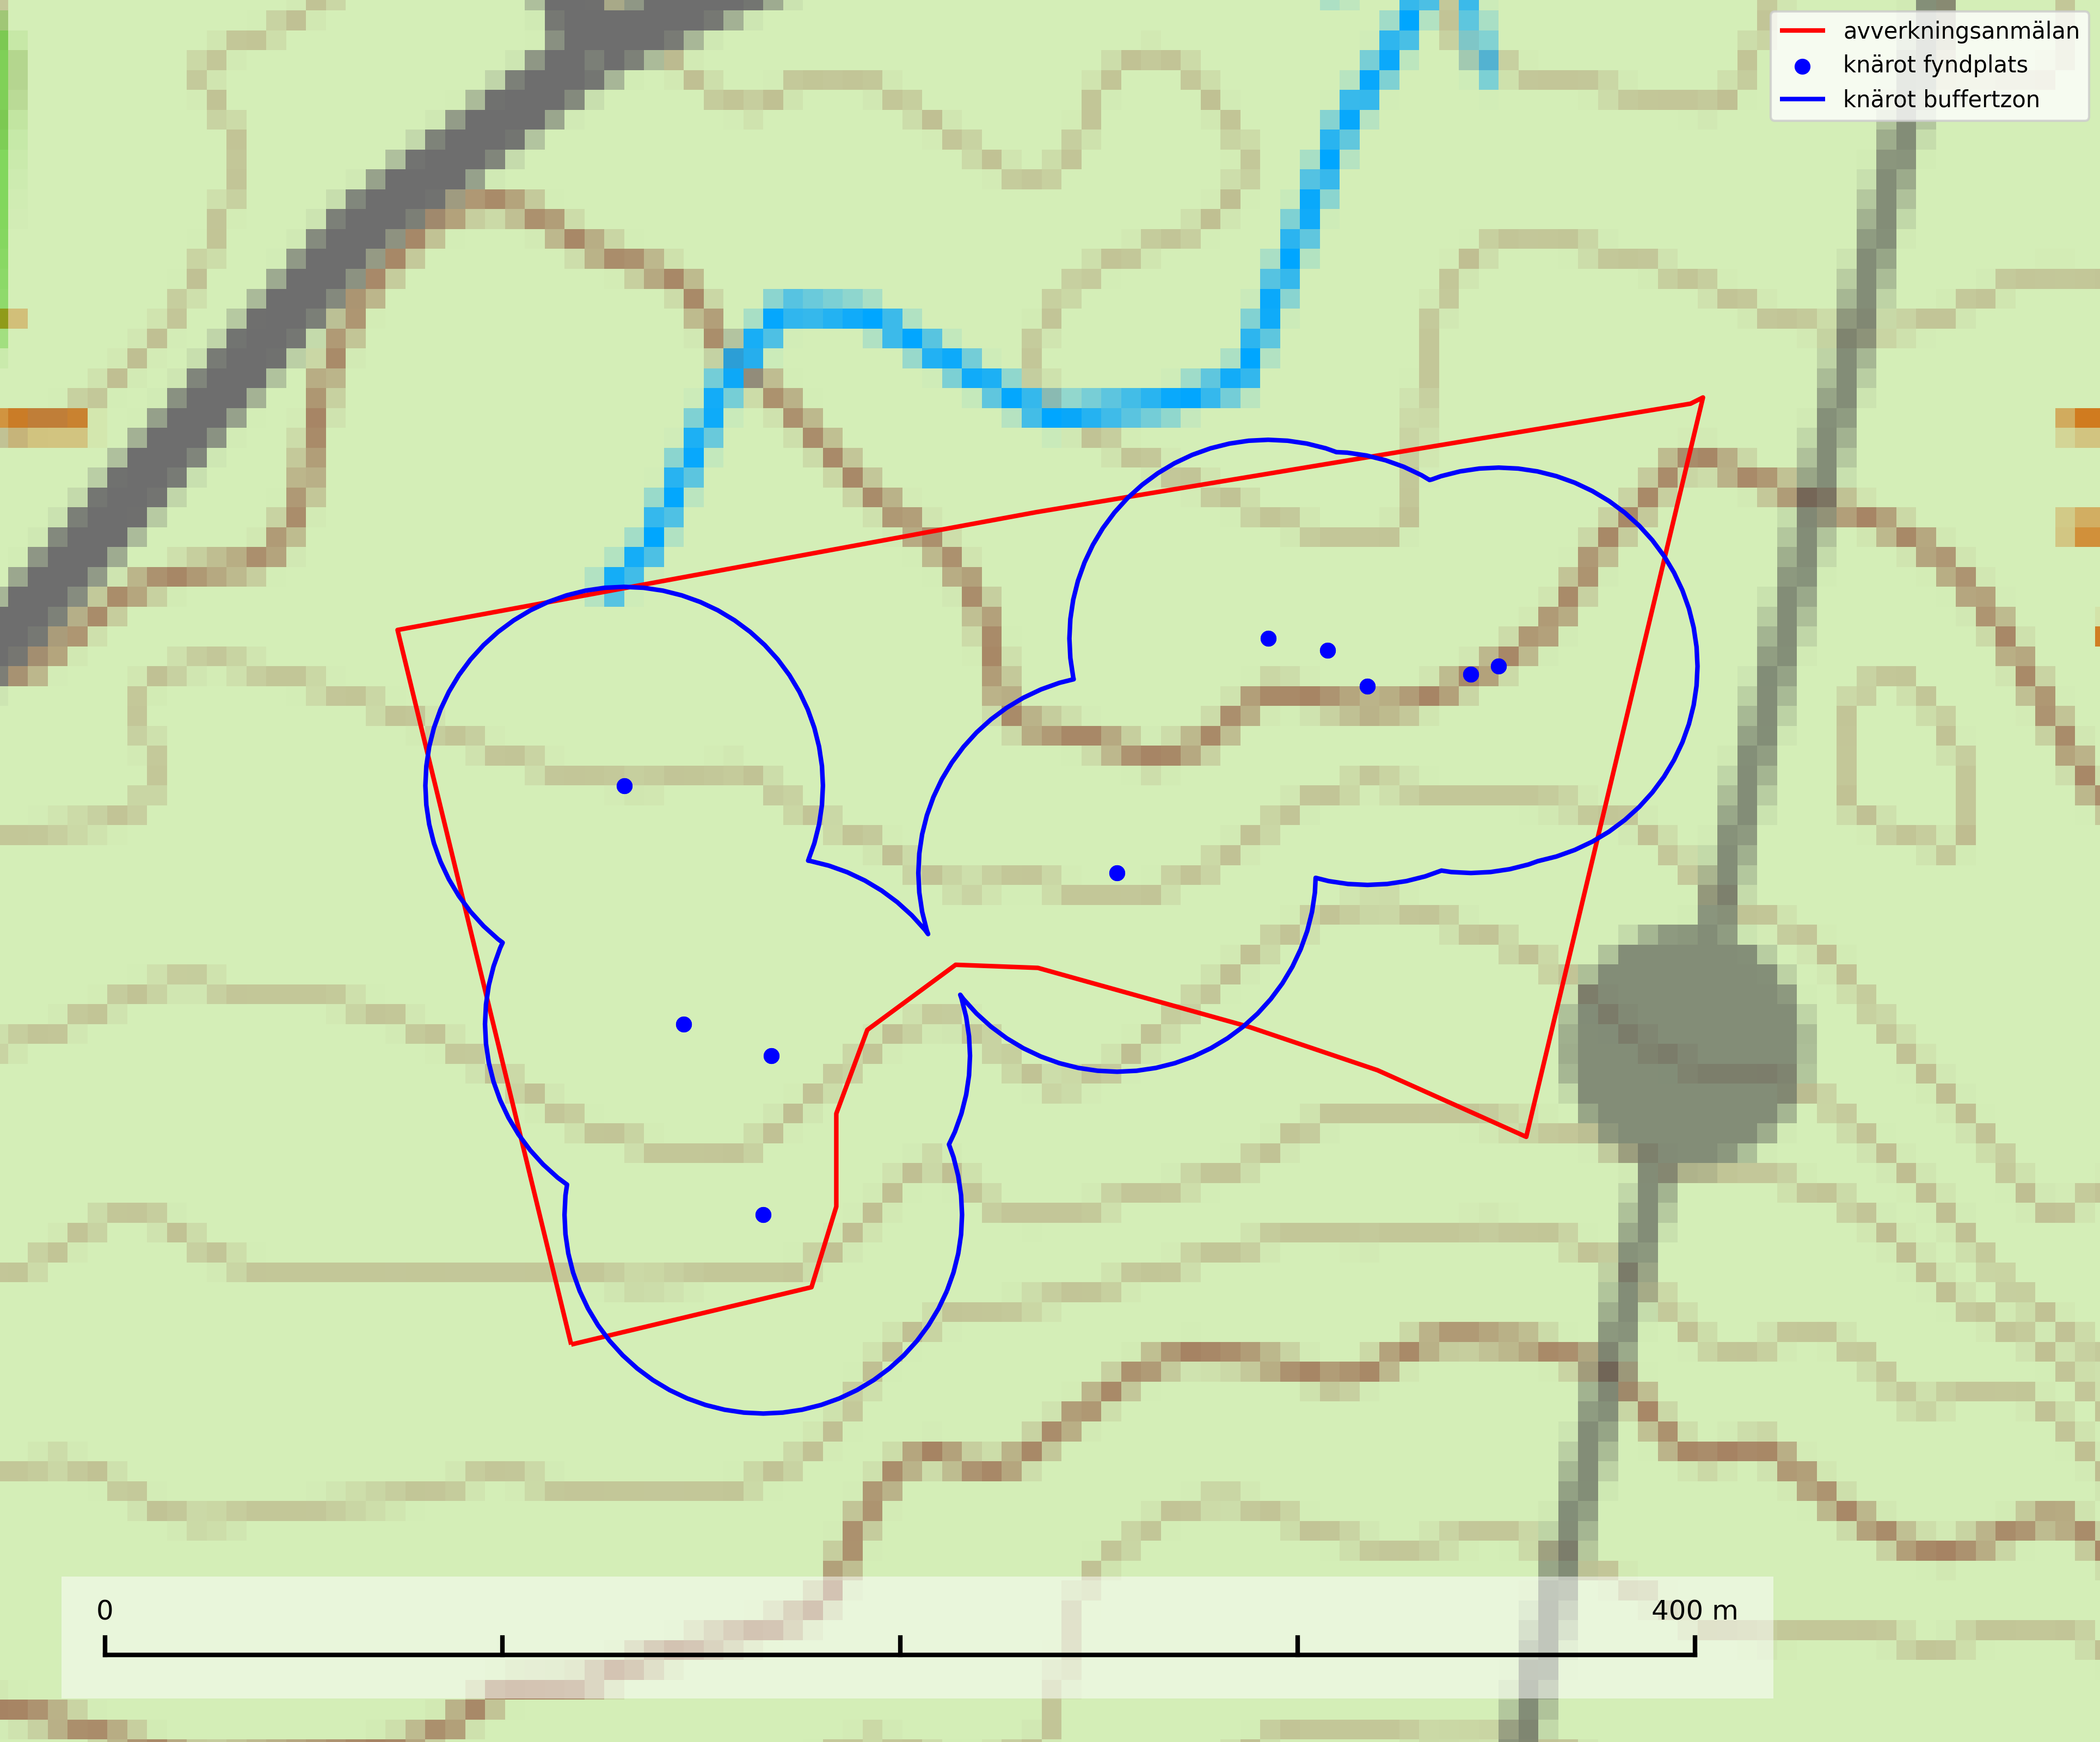 avverkningsanmälan
knärot fyndplats
knärot buffertzon
0
400 m